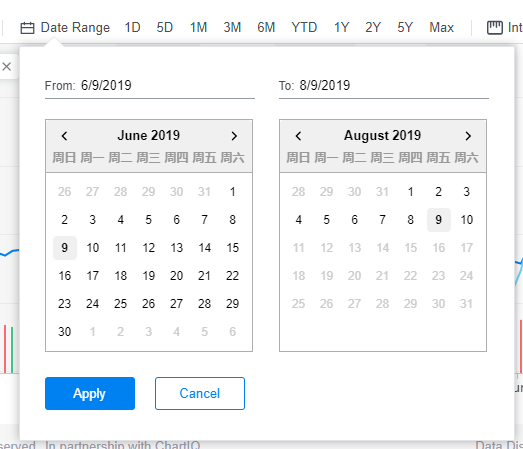 Date Range 1D 5D 1M 3M 6M YTD 1Y 2Y 5Y Max Int
From: 6/9/2019 To: 8/9/2019
June 2019
周日 周一 周二 周三 周四 周五 周六
26 27 28 29 30 31 1
2 3 4 5 6 7 8
9 10 11 12 13 14 15
16 17 18 19 20 21 22
23 24 25 26 27 28 29
30 1 2 3 4 5 6
August 2019
周日 周一 周二 周三 周四 周五 周六
28 29 30 31 1 2 3
4 5 6 7 8 9 10
11 12 13 14 15 16 17
18 19 20 21 22 23 24
25 26 27 28 29 30 31
Apply Cancel
served. In partnership with ChartIQ Data Dis